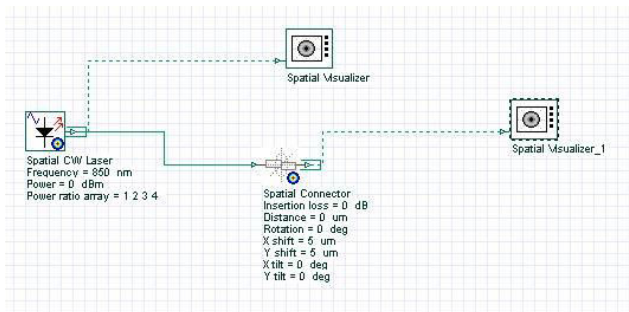 Spatial Visualizer
Spatial Visualizer_1
Spatial CW Laser
Frequency = 850 nm
Power = 0 dBm
Power ratio array = 1 2 3 4
Spatial Connector
Insertion loss = 0 dB
Distance = 0 um
Rotation = 0 deg
X shift = 5 um
Y shift = 5 um
X tilt = 0 deg
Y tilt = 0 deg